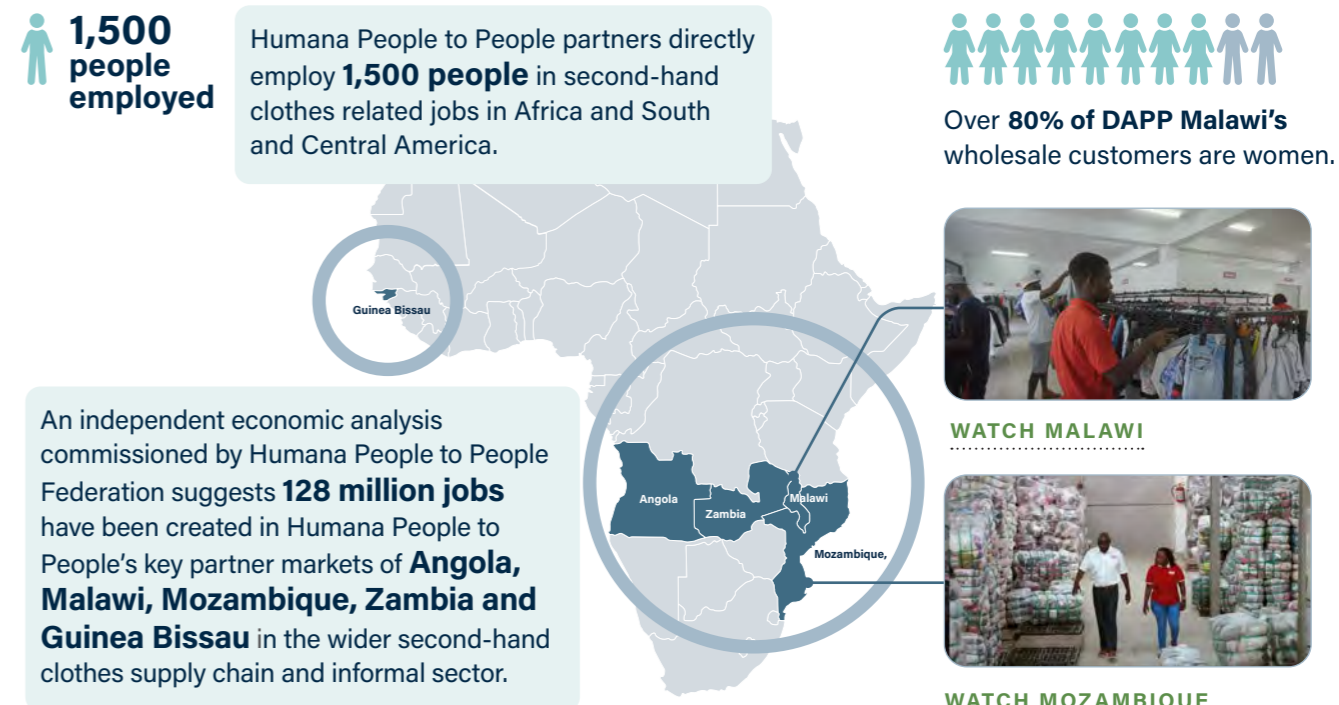 1,500
people
employed
Humana People to People partners directly
employ 1,500 people in second-hand
clothes related jobs in Africa and South
and Central America.
Over 80% of DAPP Malawi's
wholesale customers are women.
Guinea Bissau
WATCH MALAWI
An independent economic analysis
commissioned by Humana People to People
Federation suggests 128 million jobs
have been created in Humana People to
People's key partner markets of Angola,
Malawi, Mozambique, Zambia and
Guinea Bissau in the wider second-hand
clothes supply chain and informal sector.
Angola
Zambia
Malawi
Mozambique,
WATCH MOZAMBIQUE